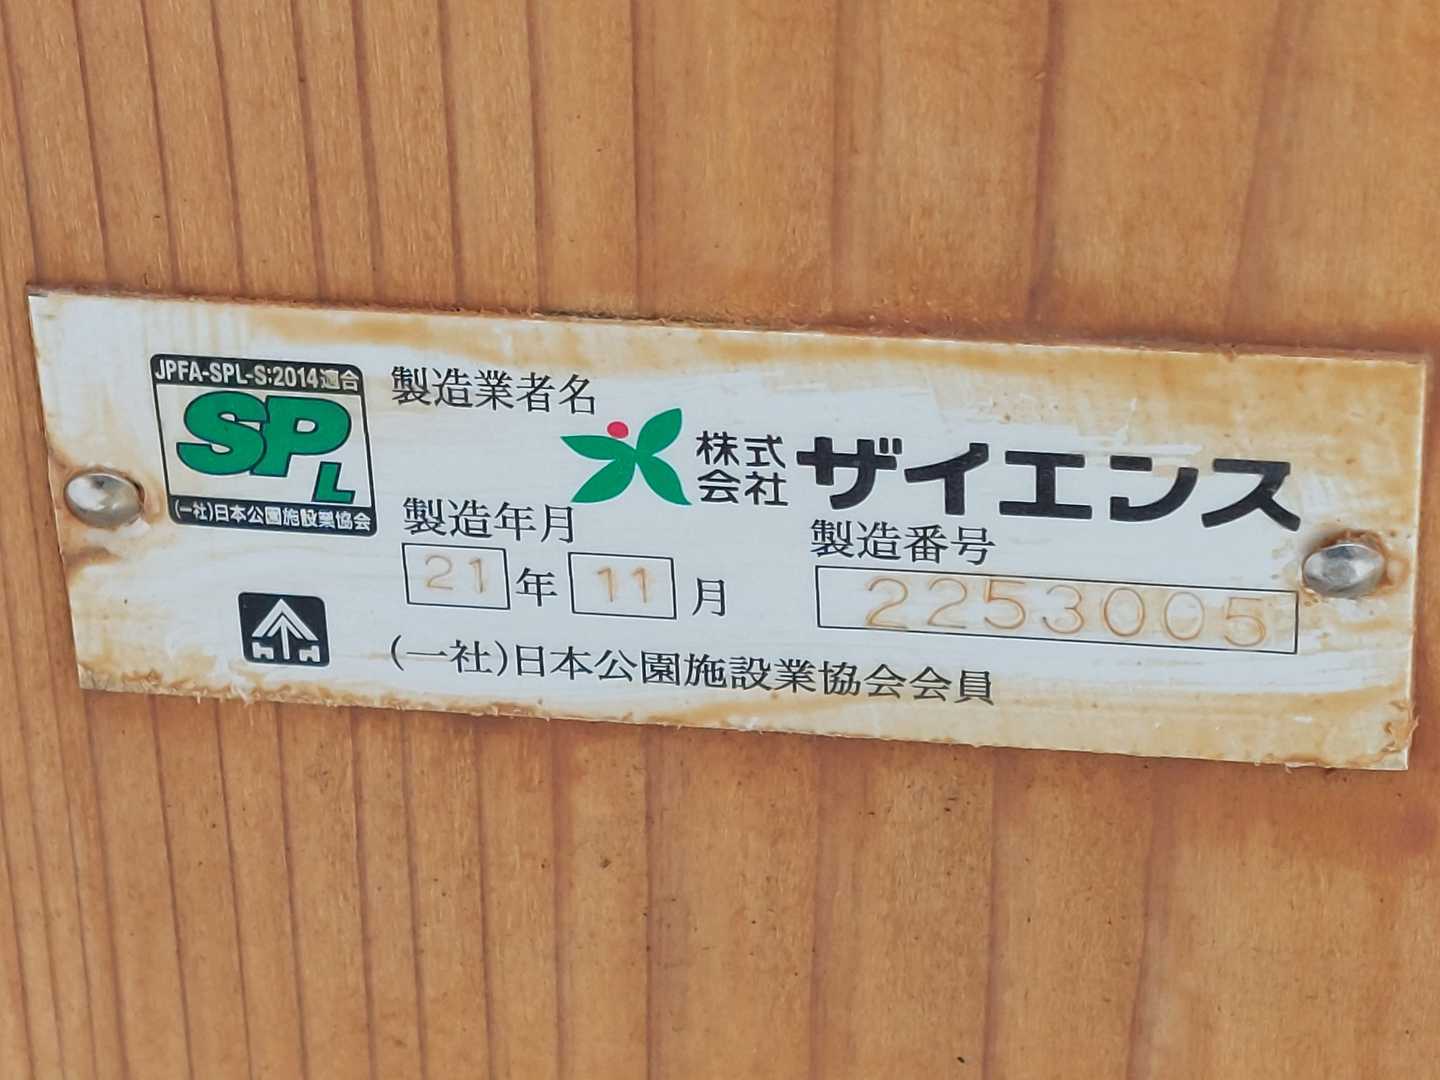 JPFA-SPL-S:2014適合
SPL
(一社)日本公園施設業協会
製造業者名
株式会社 ザイエンス
製造年月
21年 11月
製造番号
2253005
(一社)日本公園施設業協会会員